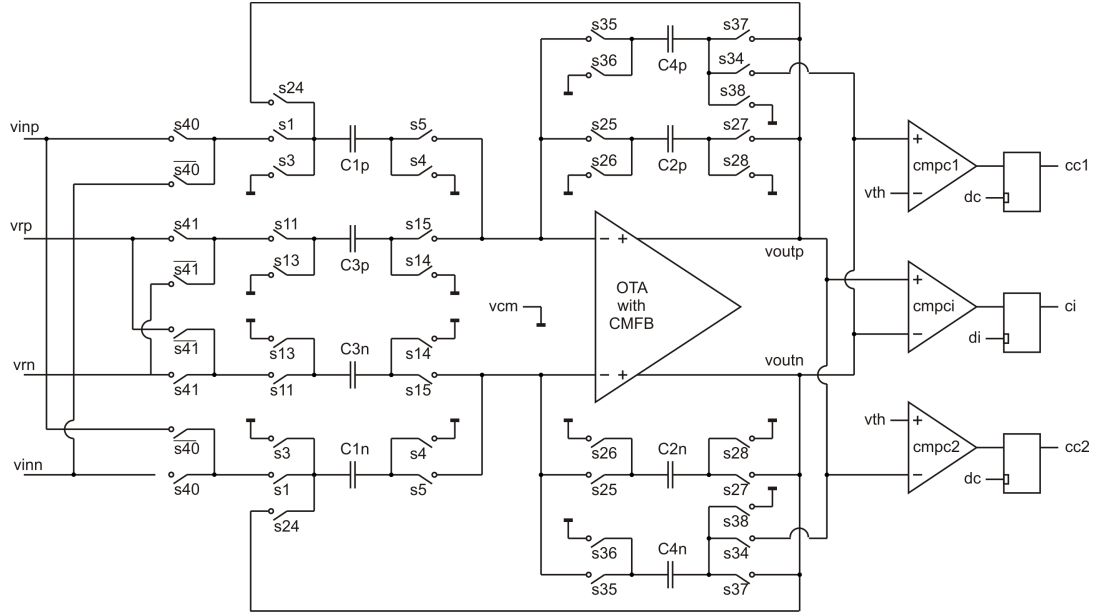 s35
s37
C4p
s36
s34
s38
s24
vinp
s40
s1
s5
s25
s27
cmpc1
cc1
s40
s3
C1p
s4
s26
C2p
s28
vth
dc
vrp
s41
s11
s15
voutp
s41
s13
C3p
s14
OTA
with
CMFB
vcm
cmpci
ci
di
s41
s13
C3n
s14
vrn
s41
s11
s15
voutn
vth
s40
s3
C1n
s4
s26
C2n
s28
cmpc2
cc2
vinn
s40
s1
s5
s25
s27
dc
s24
s38
s36
C4n
s34
s35
s37